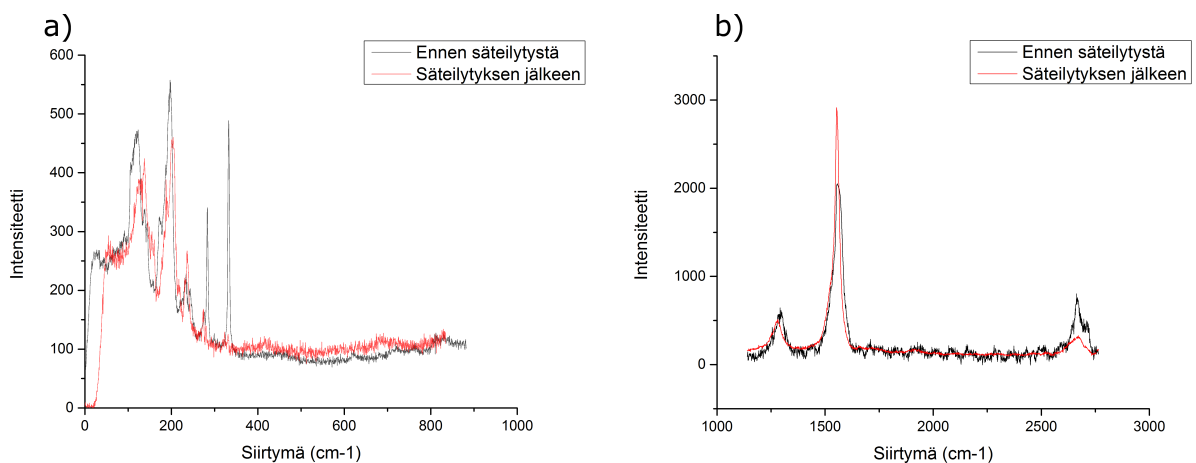 a)
Ennen säteilytystä
Säteilytyksen jälkeen
600
500
400
300
200
100
0
Intensiteetti
0 200 400 600 800 1000
Siirtymä (cm-1)
b)
Ennen säteilytystä
Säteilytyksen jälkeen
3000
2000
1000
0
Intensiteetti
1000 1500 2000 2500 3000
Siirtymä (cm-1)